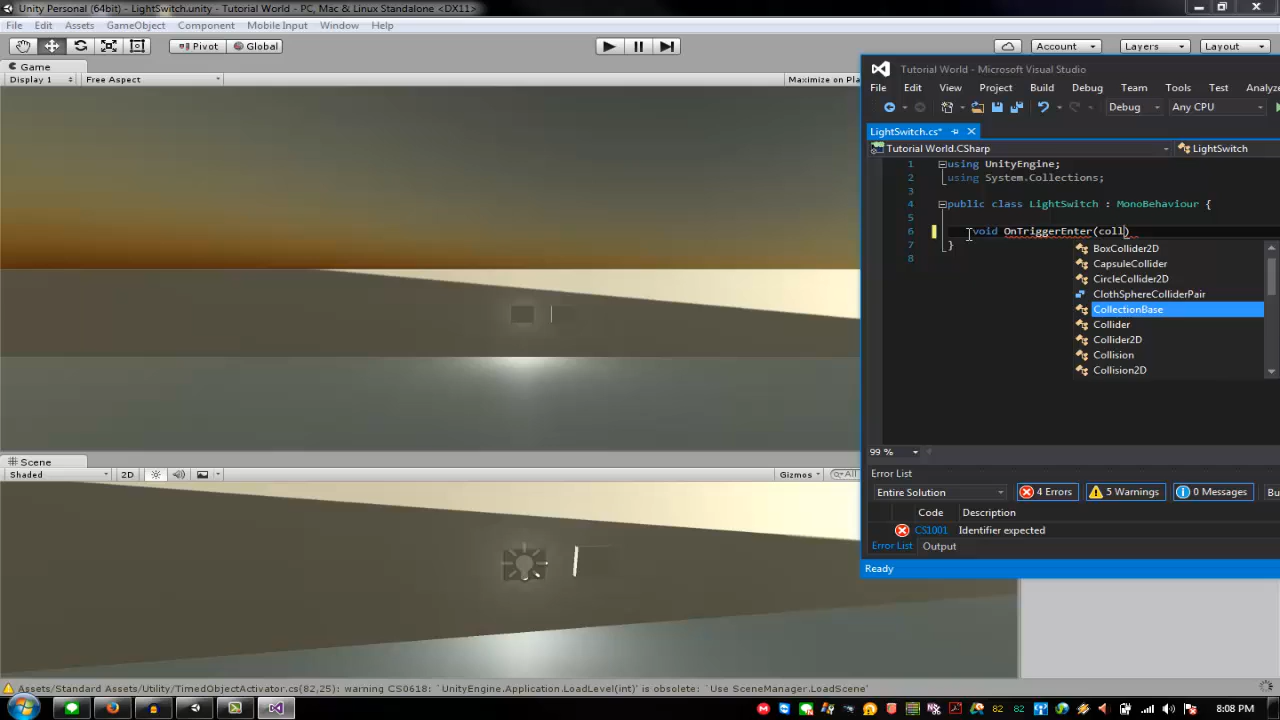 Unity Personal (64bit) - LightSwitch.unity - Tutorial World - PC, Mac & Linux Standalone <DX11>
File Edit Assets GameObject Component Mobile Input Window Help
Pivot Global Account Layers Layout
Game
Display 1 Free Aspect Maximize on Pla
Tutorial World - Microsoft Visual Studio
File Edit View Project Build Debug Team Tools Test Analyze
Debug Any CPU
LightSwitch.cs*
Tutorial World.CSharp LightSwitch
1 using UnityEngine;
2 using System.Collections;
3
4 public class LightSwitch : MonoBehaviour {
5
6 void OnTriggerEnter(coll)
7 }
8
BoxCollider2D
CapsuleCollider
CircleCollider2D
ClothSphereColliderPair
CollectionBase
Collider
Collider2D
Collision
Collision2D
99 %
Error List
Entire Solution 4 Errors 5 Warnings 0 Messages Bu
Code Description
CS1001 Identifier expected
Error List Output
Ready
Scene
Shaded 2D Gizmos All
Assets/Standard Assets/Utility/TimedObjectActivator.cs(82,25): warning CS0618: `UnityEngine.Application.LoadLevel(int)' is obsolete: `Use SceneManager.LoadScene'
82 82 8:08 PM